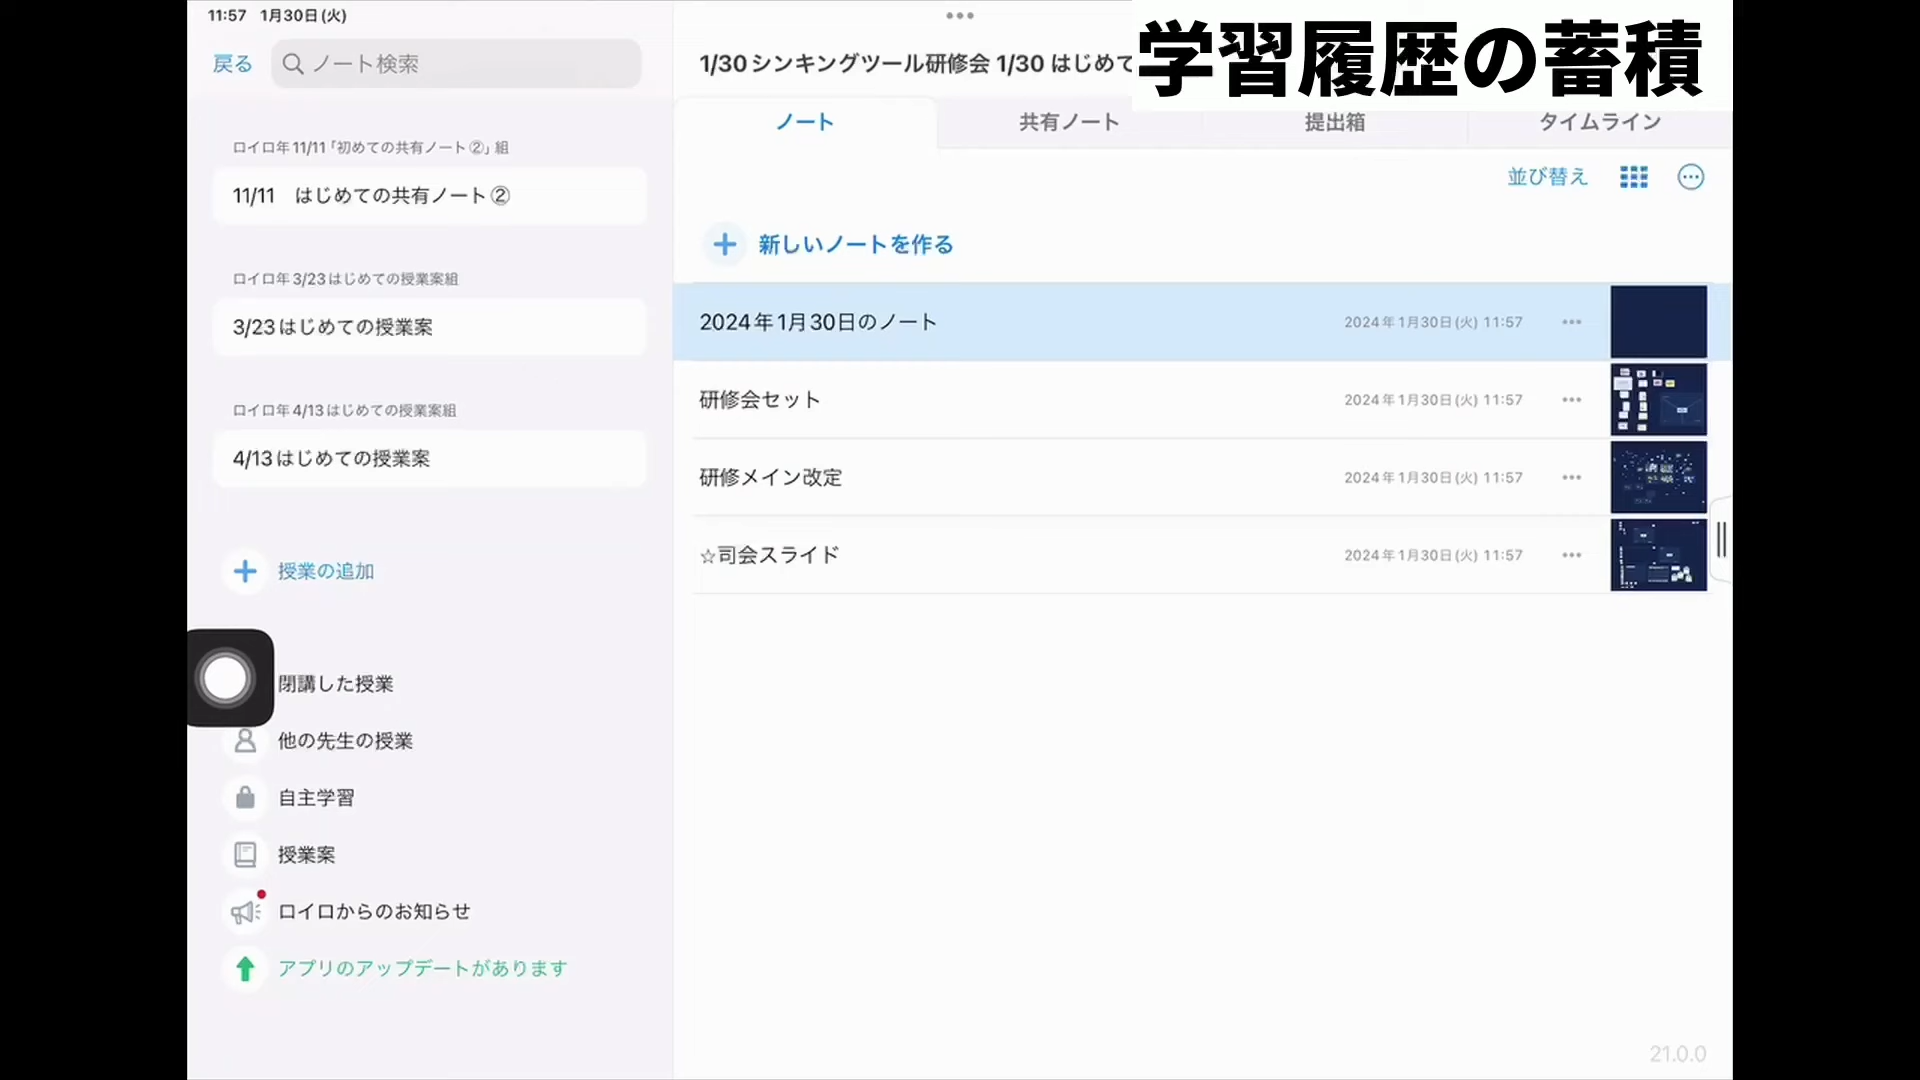 11:57 1月30日(火)
学習履歴の蓄積
戻る
ノート検索
1/30シンキングツール研修会 1/30 はじめて
ノート
共有ノート
提出箱
タイムライン
ロイロ年11/11「初めての共有ノート②」組
11/11 はじめての共有ノート②
ロイロ年3/23はじめての授業案組
3/23はじめての授業案
ロイロ年4/13はじめての授業案組
4/13はじめての授業案
授業の追加
閉講した授業
他の先生の授業
自主学習
授業案
ロイロからのお知らせ
アプリのアップデートがあります
並び替え
新しいノートを作る
2024年1月30日のノート 2024年1月30日(火) 11:57
研修会セット 2024年1月30日(火) 11:57
研修メイン改定 2024年1月30日(火) 11:57
☆司会スライド 2024年1月30日(火) 11:57
21.0.0